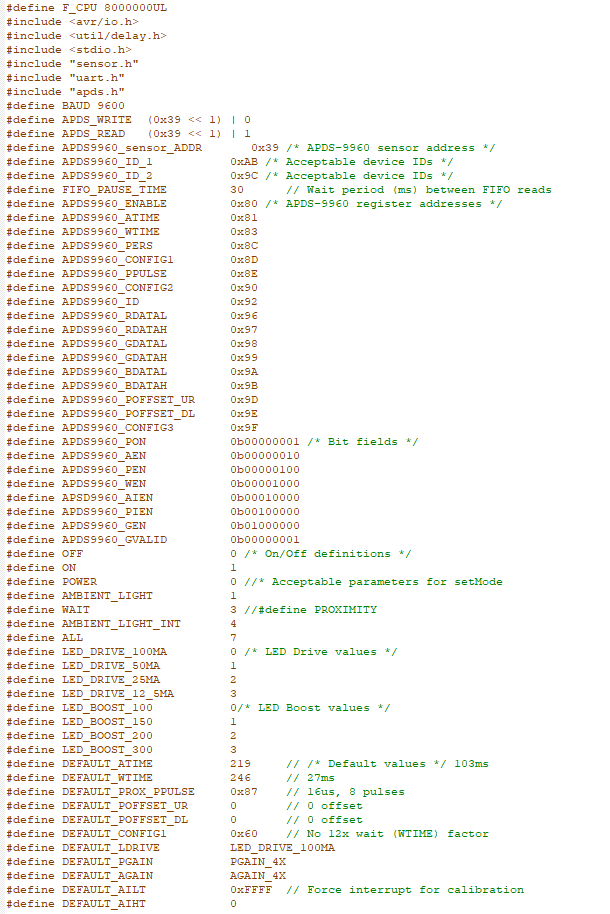 #define F_CPU 8000000UL
#include <avr/io.h>
#include <util/delay.h>
#include <stdio.h>
#include "sensor.h"
#include "uart.h"
#include "apds.h"
#define BAUD 9600
#define APDS_WRITE  (0x39 << 1) | 0
#define APDS_READ   (0x39 << 1) | 1
#define APDS9960_sensor_ADDR       0x39 /* APDS-9960 sensor address */
#define APDS9960_ID_1           0xAB /* Acceptable device IDs */
#define APDS9960_ID_2           0x9C /* Acceptable device IDs */
#define FIFO_PAUSE_TIME         30      // Wait period (ms) between FIFO reads
#define APDS9960_ENABLE         0x80 /* APDS-9960 register addresses */
#define APDS9960_ATIME          0x81
#define APDS9960_WTIME          0x83
#define APDS9960_PERS           0x8C
#define APDS9960_CONFIG1        0x8D
#define APDS9960_PPULSE         0x8E
#define APDS9960_CONFIG2        0x90
#define APDS9960_ID             0x92
#define APDS9960_RDATAL         0x96
#define APDS9960_RDATAH         0x97
#define APDS9960_GDATAL         0x98
#define APDS9960_GDATAH         0x99
#define APDS9960_BDATAL         0x9A
#define APDS9960_BDATAH         0x9B
#define APDS9960_POFFSET_UR     0x9D
#define APDS9960_POFFSET_DL     0x9E
#define APDS9960_CONFIG3        0x9F
#define APDS9960_PON            0b00000001 /* Bit fields */
#define APDS9960_AEN            0b00000010
#define APDS9960_PEN            0b00000100
#define APDS9960_WEN            0b00001000
#define APSD9960_AIEN           0b00010000
#define APDS9960_PIEN           0b00100000
#define APDS9960_GEN            0b01000000
#define APDS9960_GVALID         0b00000001
#define OFF                     0 /* On/Off definitions */
#define ON                      1
#define POWER                   0 //* Acceptable parameters for setMode
#define AMBIENT_LIGHT           1
#define WAIT                    3 //#define PROXIMITY
#define AMBIENT_LIGHT_INT       4
#define ALL                     7
#define LED_DRIVE_100MA         0 /* LED Drive values */
#define LED_DRIVE_50MA          1
#define LED_DRIVE_25MA          2
#define LED_DRIVE_12_5MA        3
#define LED_BOOST_100           0/* LED Boost values */
#define LED_BOOST_150           1
#define LED_BOOST_200           2
#define LED_BOOST_300           3
#define DEFAULT_ATIME           219     // /* Default values */ 103ms
#define DEFAULT_WTIME           246     // 27ms
#define DEFAULT_PROX_PPULSE     0x87    // 16us, 8 pulses
#define DEFAULT_POFFSET_UR      0       // 0 offset
#define DEFAULT_POFFSET_DL      0       // 0 offset
#define DEFAULT_CONFIG1         0x60    // No 12x wait (WTIME) factor
#define DEFAULT_LDRIVE          LED_DRIVE_100MA
#define DEFAULT_PGAIN           PGAIN_4X
#define DEFAULT_AGAIN           AGAIN_4X
#define DEFAULT_AILT            0xFFFF  // Force interrupt for calibration
#define DEFAULT_AIHT            0